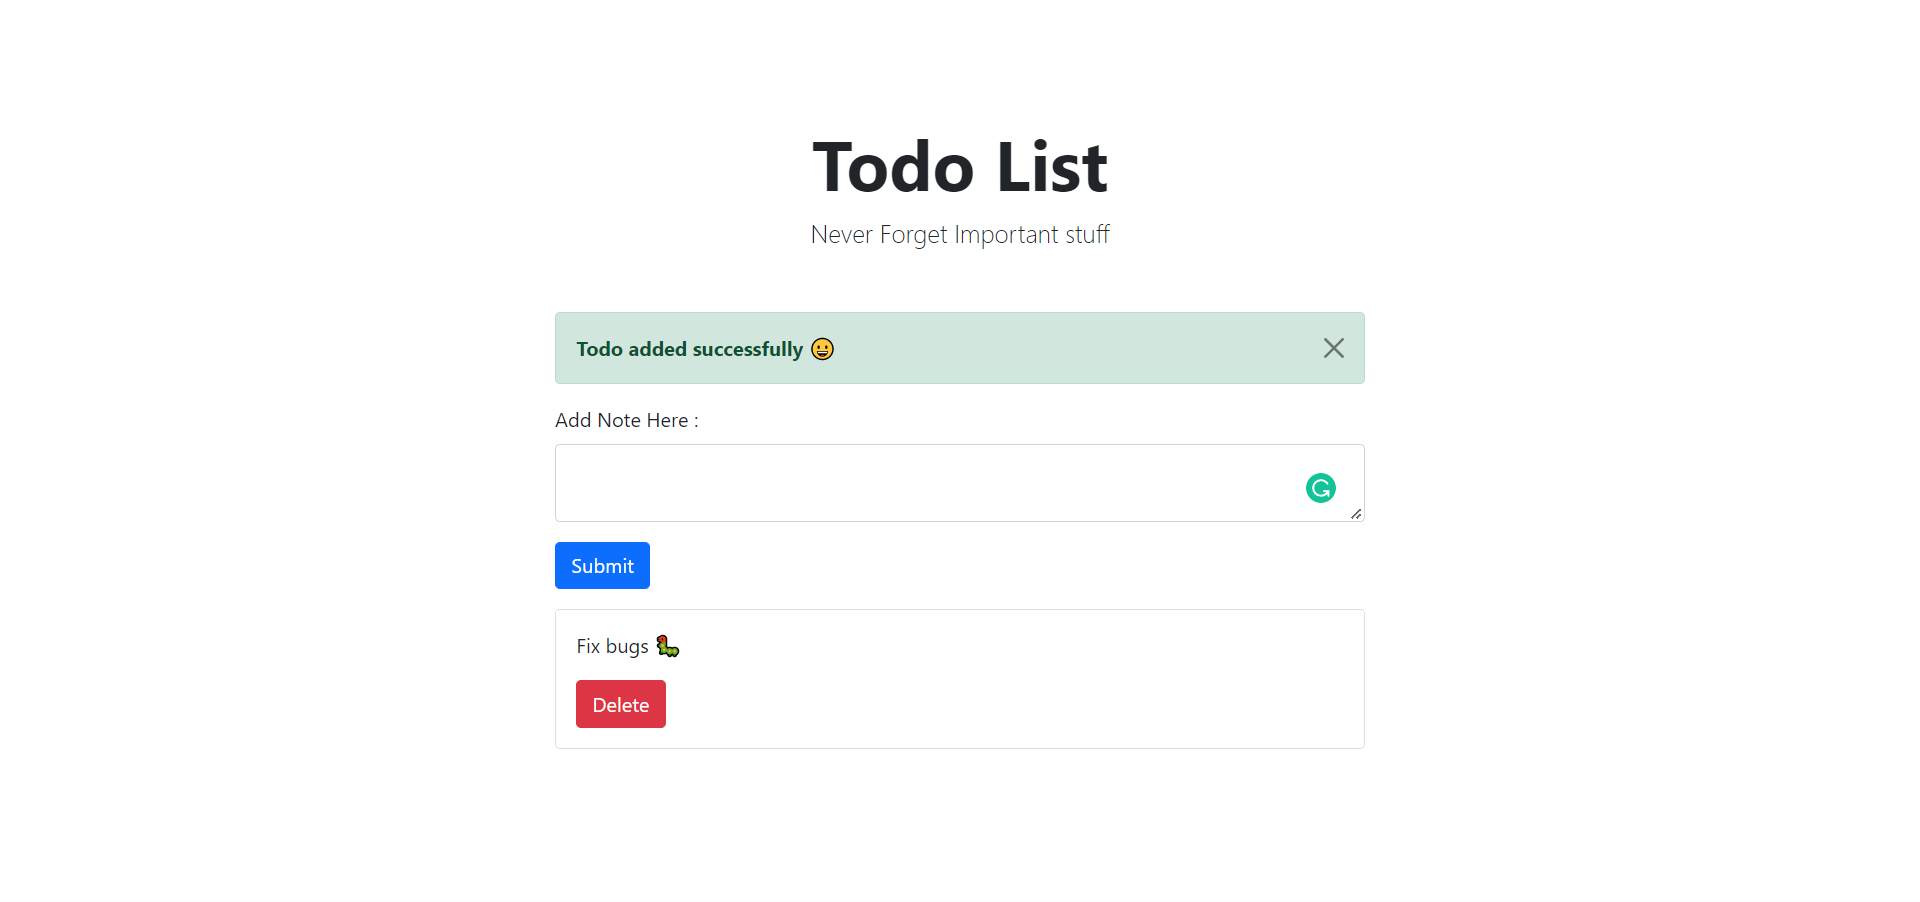 Todo List
Never Forget Important stuff
Todo added successfully 😀
Add Note Here :
Submit
Fix bugs 🐛
Delete